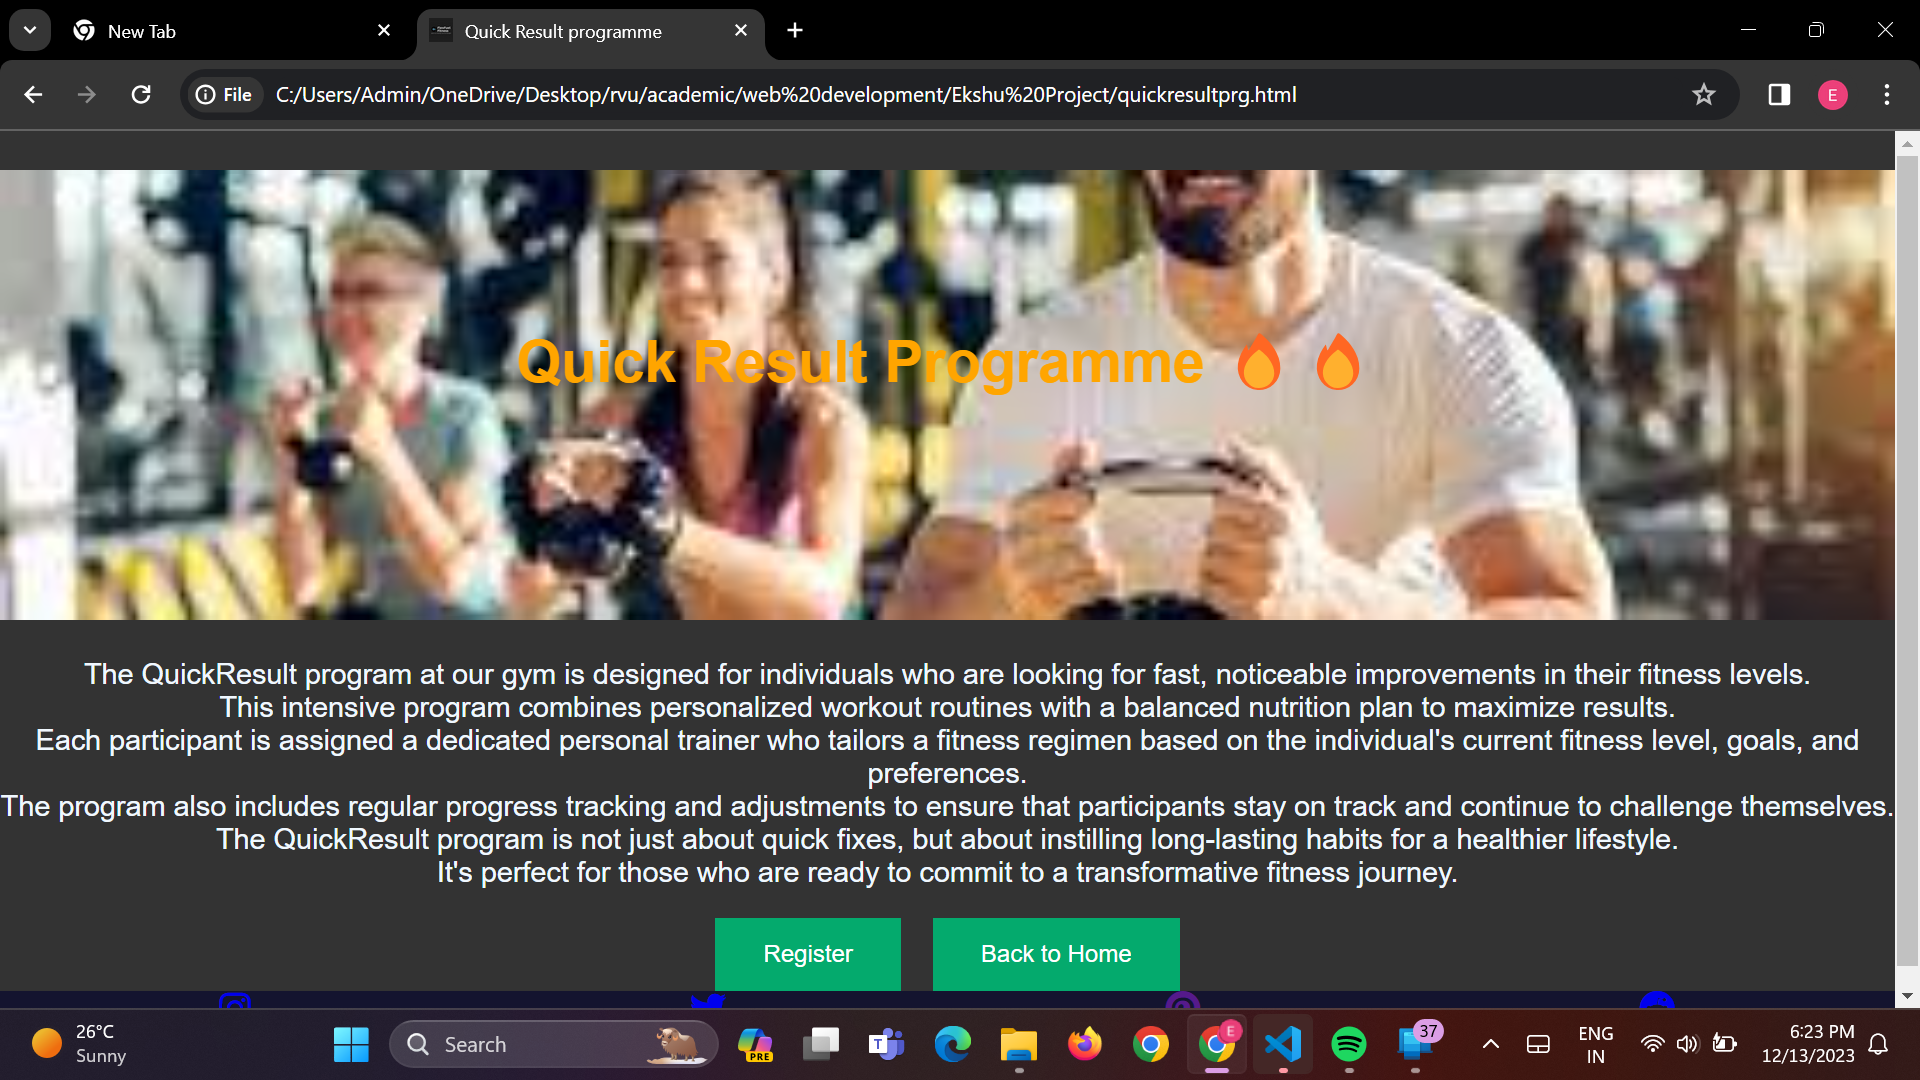 New Tab
Quick Result programme
File
C:/Users/Admin/OneDrive/Desktop/rvu/academic/web%20development/Ekshu%20Project/quickresultprg.html
E
Quick Result Programme 🔥 🔥
The QuickResult program at our gym is designed for individuals who are looking for fast, noticeable improvements in their fitness levels.
This intensive program combines personalized workout routines with a balanced nutrition plan to maximize results.
Each participant is assigned a dedicated personal trainer who tailors a fitness regimen based on the individual's current fitness level, goals, and
preferences.
The program also includes regular progress tracking and adjustments to ensure that participants stay on track and continue to challenge themselves.
The QuickResult program is not just about quick fixes, but about instilling long-lasting habits for a healthier lifestyle.
It's perfect for those who are ready to commit to a transformative fitness journey.
Register
Back to Home
26°C
Sunny
Search
PRE
T
E
37
ENG
IN
6:23 PM
12/13/2023